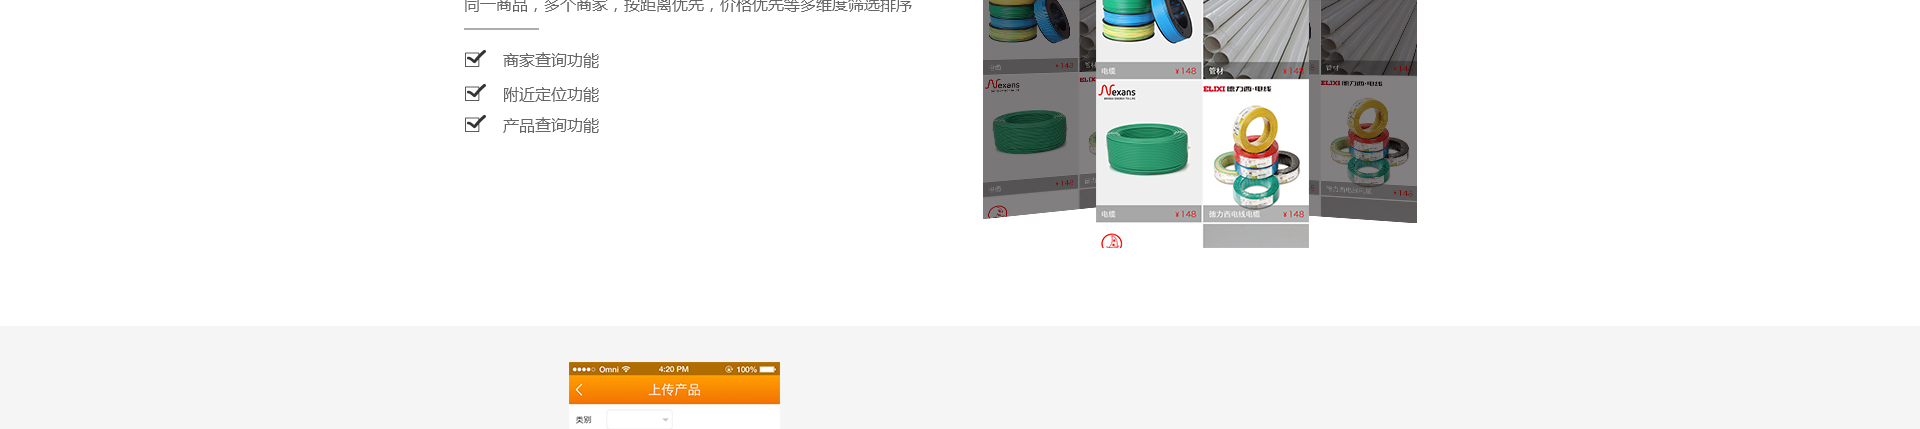 同一商品，多个商家，按距离优先，价格优先等多维度筛选排序
商家查询功能
附近定位功能
产品查询功能
电缆 ¥148
管材 ¥148
Nexans
ELIXI 德力西·电线
电缆 ¥148
德力西电线电缆 ¥148
Omni 4:20 PM 100%
上传产品
类别